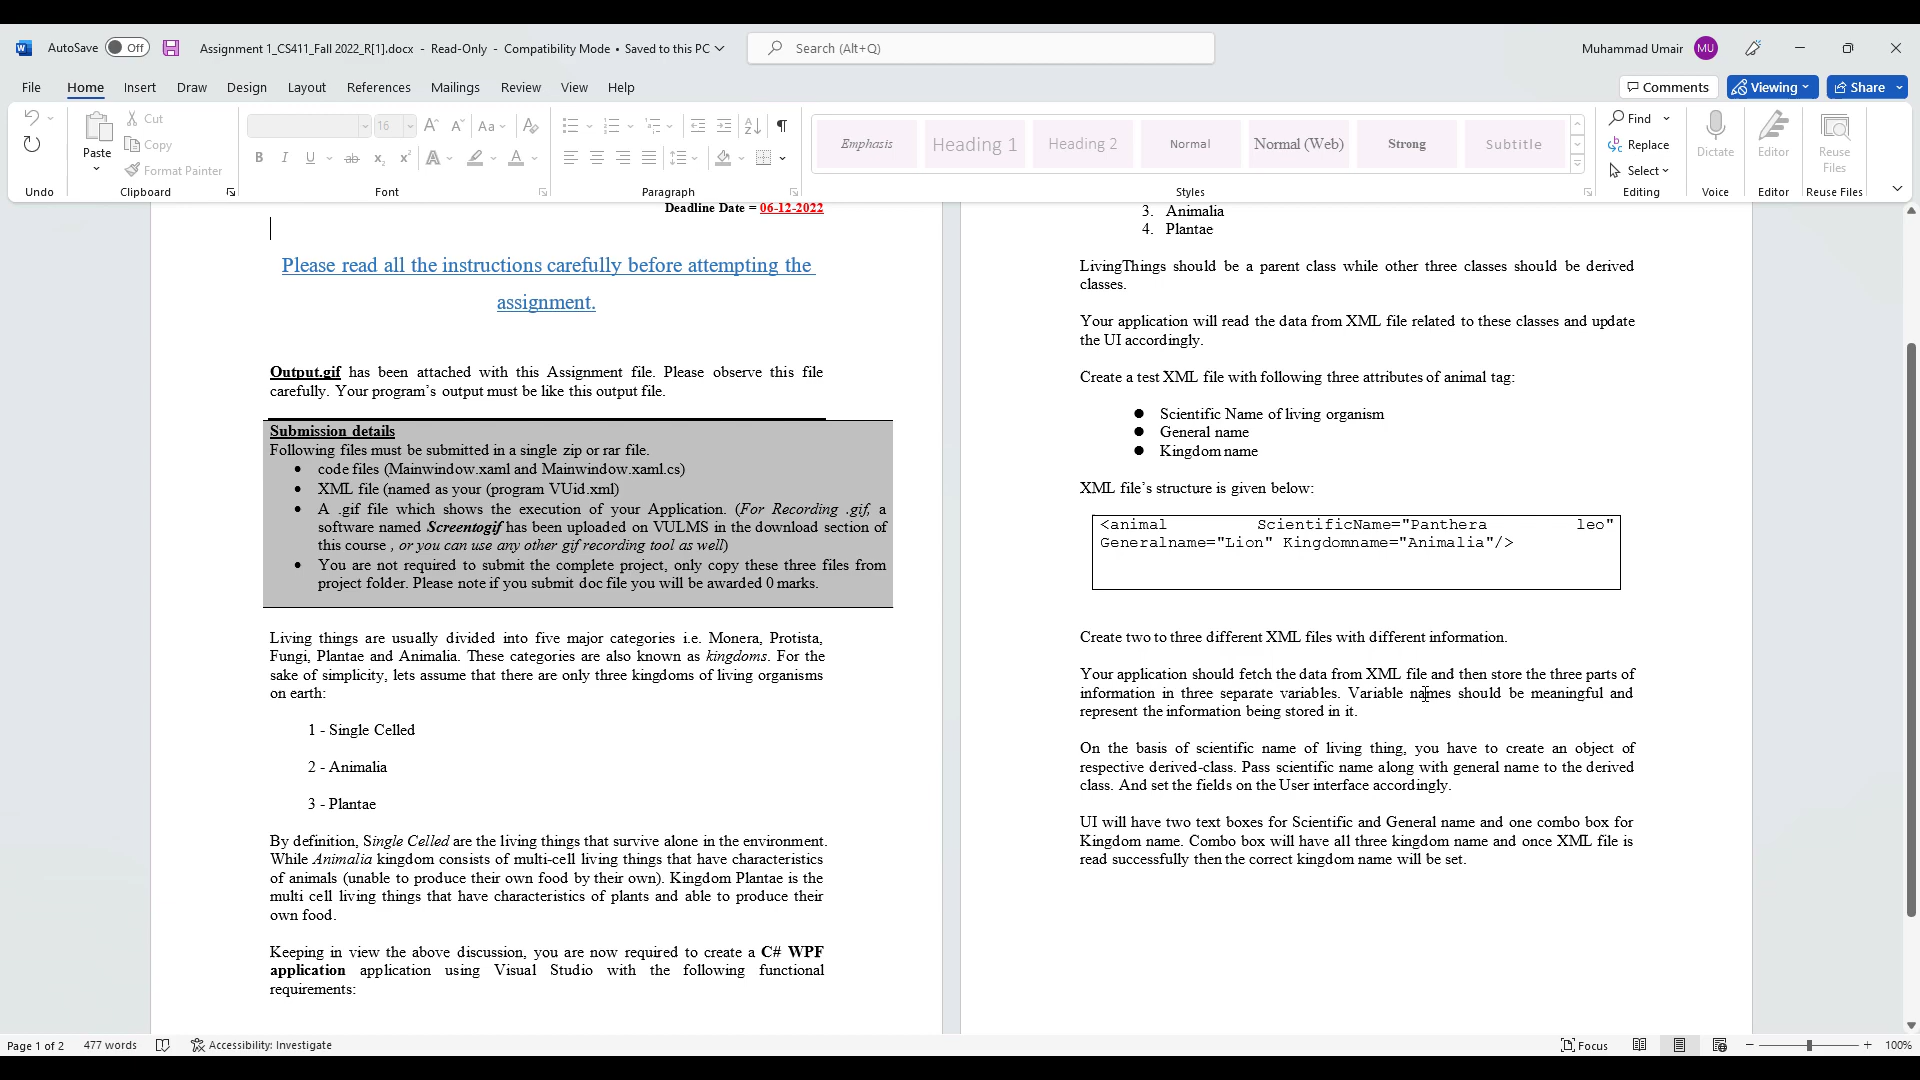 AutoSave Off Assignment 1_CS411_Fall 2022_R[1].docx - Read-Only - Compatibility Mode • Saved to this PC Search (Alt+Q) Muhammad Umair MU
File Home Insert Draw Design Layout References Mailings Review View Help Comments Viewing Share
Paste Cut Copy Format Painter 16 Aa
Emphasis Heading 1 Heading 2 Normal Normal (Web) Strong Subtitle
Find Replace Select Dictate Editor Reuse Files
Undo Clipboard Font Paragraph Styles Editing Voice Editor Reuse Files
Deadline Date = 06-12-2022
Please read all the instructions carefully before attempting the
assignment.
Output.gif has been attached with this Assignment file. Please observe this file
carefully. Your program's output must be like this output file.
Submission details
Following files must be submitted in a single zip or rar file.
• code files (Mainwindow.xaml and Mainwindow.xaml.cs)
• XML file (named as your (program VUid.xml)
• A .gif file which shows the execution of your Application. (For Recording .gif, a
software named Screentogif has been uploaded on VULMS in the download section of
this course , or you can use any other gif recording tool as well)
• You are not required to submit the complete project, only copy these three files from
project folder. Please note if you submit doc file you will be awarded 0 marks.
Living things are usually divided into five major categories i.e. Monera, Protista,
Fungi, Plantae and Animalia. These categories are also known as kingdoms. For the
sake of simplicity, lets assume that there are only three kingdoms of living organisms
on earth:
1 - Single Celled
2 - Animalia
3 - Plantae
By definition, Single Celled are the living things that survive alone in the environment.
While Animalia kingdom consists of multi-cell living things that have characteristics
of animals (unable to produce their own food by their own). Kingdom Plantae is the
multi cell living things that have characteristics of plants and able to produce their
own food.
Keeping in view the above discussion, you are now required to create a C# WPF
application application using Visual Studio with the following functional
requirements:
3. Animalia
4. Plantae
LivingThings should be a parent class while other three classes should be derived
classes.
Your application will read the data from XML file related to these classes and update
the UI accordingly.
Create a test XML file with following three attributes of animal tag:
● Scientific Name of living organism
● General name
● Kingdom name
XML file's structure is given below:
<animal ScientificName="Panthera leo"
Generalname="Lion" Kingdomname="Animalia"/>
Create two to three different XML files with different information.
Your application should fetch the data from XML file and then store the three parts of
information in three separate variables. Variable names should be meaningful and
represent the information being stored in it.
On the basis of scientific name of living thing, you have to create an object of
respective derived-class. Pass scientific name along with general name to the derived
class. And set the fields on the User interface accordingly.
UI will have two text boxes for Scientific and General name and one combo box for
Kingdom name. Combo box will have all three kingdom name and once XML file is
read successfully then the correct kingdom name will be set.
Page 1 of 2 477 words Accessibility: Investigate Focus 100%